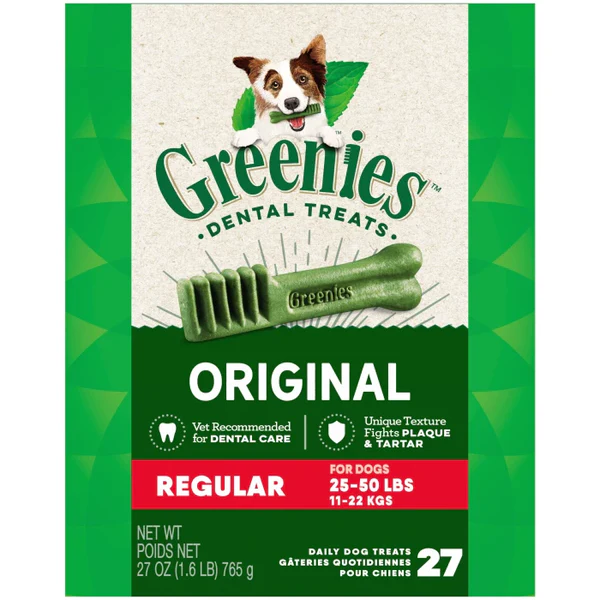 Greenies™
•DENTAL TREATS•
Greenies
ORIGINAL
Vet Recommended
for DENTAL CARE
Unique Texture
Fights PLAQUE
& TARTAR
REGULAR
FOR DOGS
25-50 LBS
11-22 KGS
NET WT
POIDS NET
27 OZ (1.6 LB) 765 g
DAILY DOG TREATS
GÂTERIES QUOTIDIENNES
POUR CHIENS
27